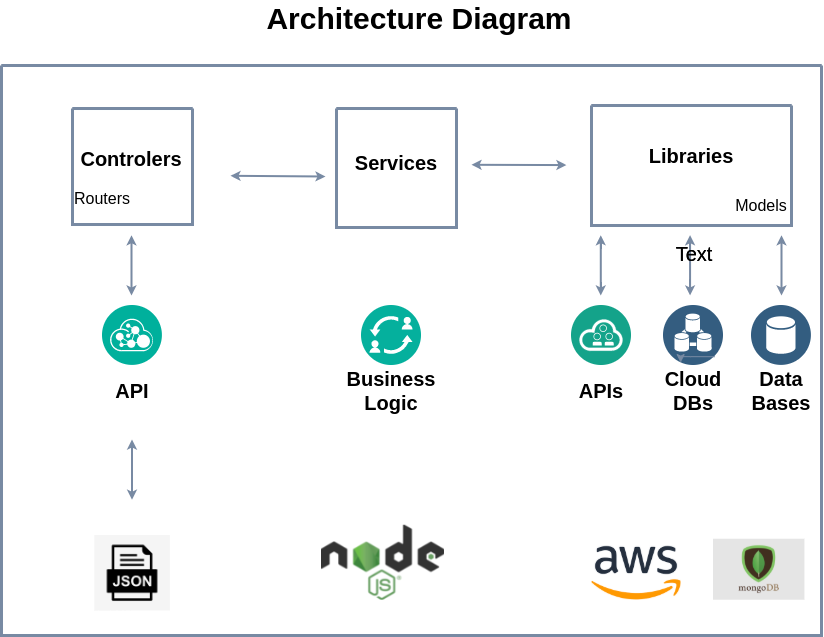 Architecture Diagram
Controlers
Routers
Services
Libraries
Models
Text
API
Business
Logic
APIs
Cloud
DBs
Data
Bases
JSON
node
JS
aws
mongoDB